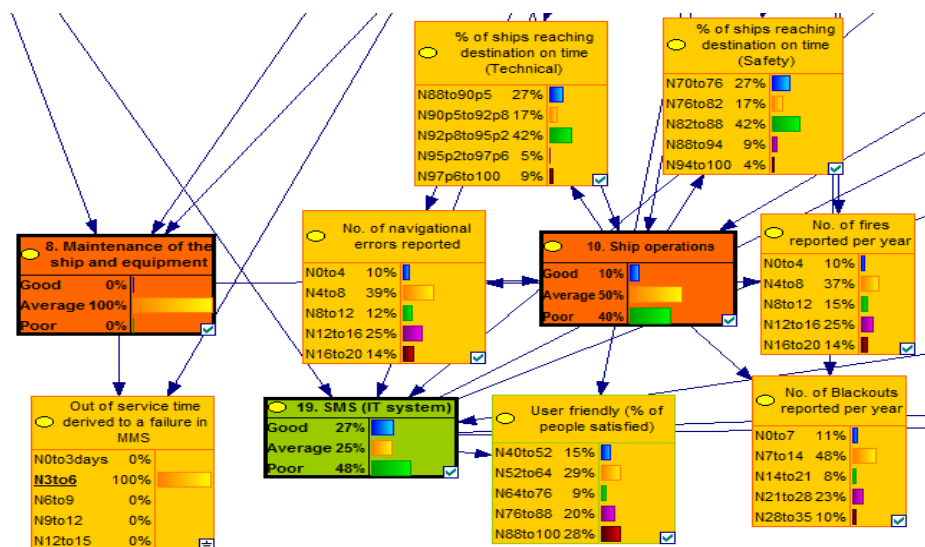 % of ships reaching
destination on time
(Technical)
N88to90p5 27%
N90p5to92p8 17%
N92p8to95p2 42%
N95p2to97p6 5%
N97p6to100 9%
% of ships reaching
destination on time
(Safety)
N70to76 27%
N76to82 17%
N82to88 42%
N88to94 9%
N94to100 4%
8. Maintenance of the
ship and equipment
Good 0%
Average 100%
Poor 0%
No. of navigational
errors reported
N0to4 10%
N4to8 39%
N8to12 12%
N12to16 25%
N16to20 14%
10. Ship operations
Good 10%
Average 50%
Poor 40%
No. of fires
reported per year
N0to4 10%
N4to8 37%
N8to12 15%
N12to16 25%
N16to20 14%
Out of service time
derived to a failure in
MMS
N0to3days 0%
N3to6 100%
N6to9 0%
N9to12 0%
N12to15 0%
19. SMS (IT system)
Good 27%
Average 25%
Poor 48%
User friendly (% of
people satisfied)
N40to52 15%
N52to64 29%
N64to76 9%
N76to88 20%
N88to100 28%
No. of Blackouts
reported per year
N0to7 11%
N7to14 48%
N14to21 8%
N21to28 23%
N28to35 10%